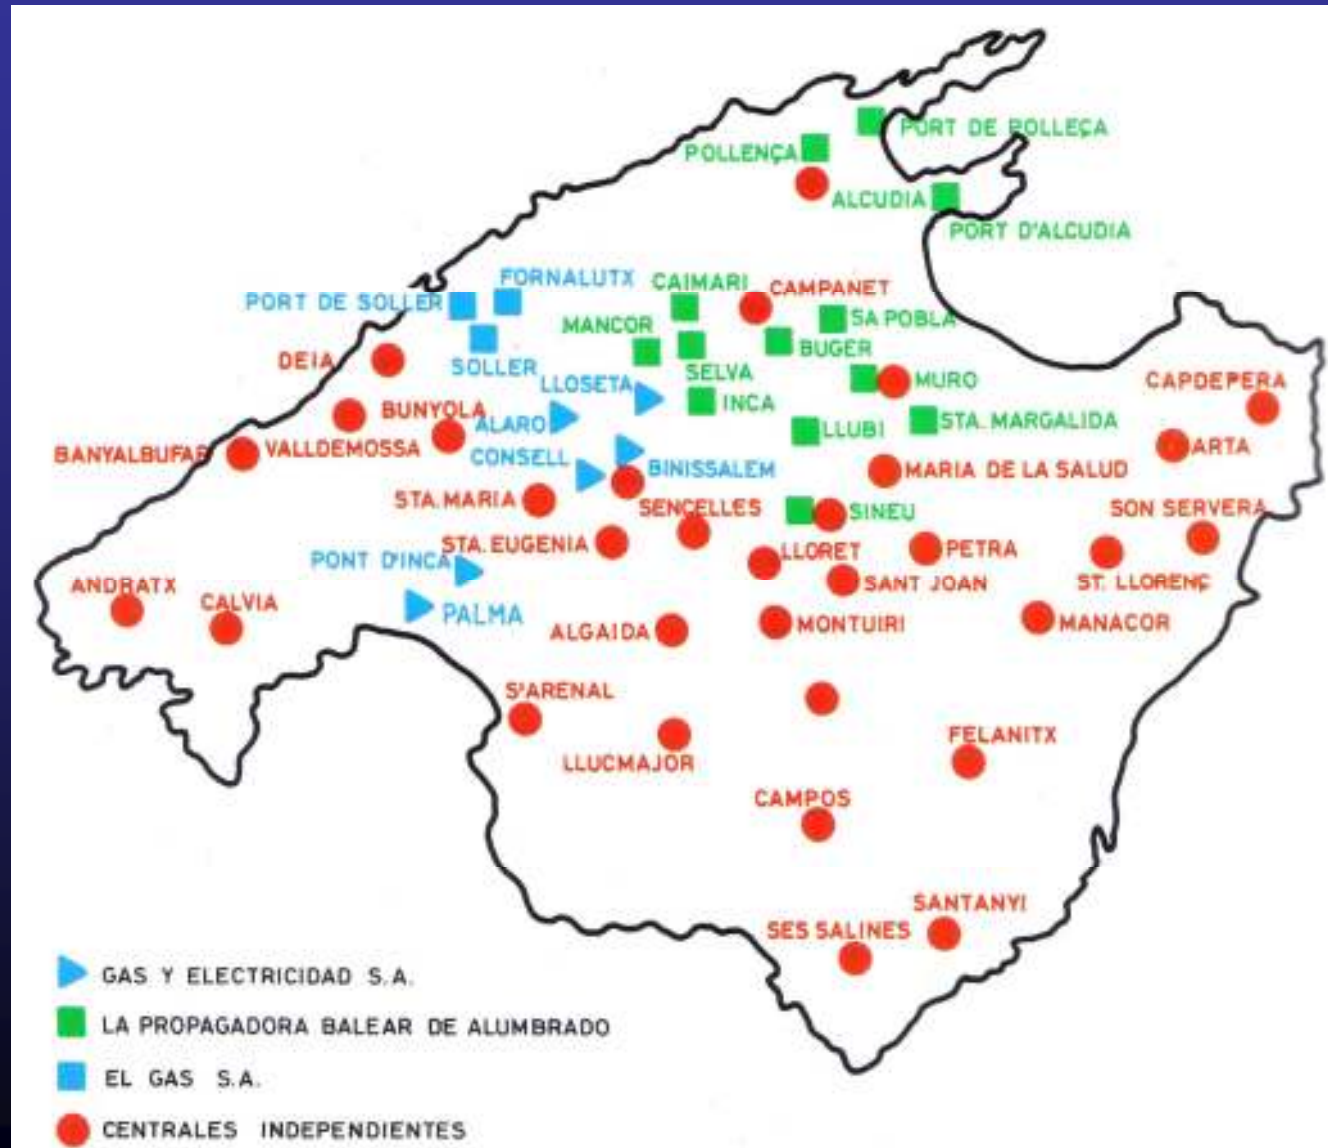 PORT DE POLLEÇA
POLLENÇA
ALCUDIA
PORT D'ALCUDIA
FORNALUTX
CAIMARI
CAMPANET
PORT DE SOLLER
MANCOR
SA POBLA
BUGER
DEIA
SOLLER
SELVA
LLOSETA
MURO
CAPDEPERA
BUNYOLA
INCA
ALARO
LLUBI
STA. MARGALIDA
BANYALBUFAR
VALLDEMOSSA
CONSELL
BINISSALEM
MARIA DE LA SALUD
ARTA
STA. MARIA
SENCELLES
SINEU
SON SERVERA
STA. EUGENIA
LLORET
PETRA
PONT D'INCA
SANT JOAN
ST. LLORENÇ
ANDRATX
CALVIA
PALMA
ALGAIDA
MONTUIRI
MANACOR
S'ARENAL
LLUCMAJOR
FELANITX
CAMPOS
SANTANYI
SES SALINES
GAS Y ELECTRICIDAD S.A.
LA PROPAGADORA BALEAR DE ALUMBRADO
EL GAS S.A.
CENTRALES INDEPENDIENTES